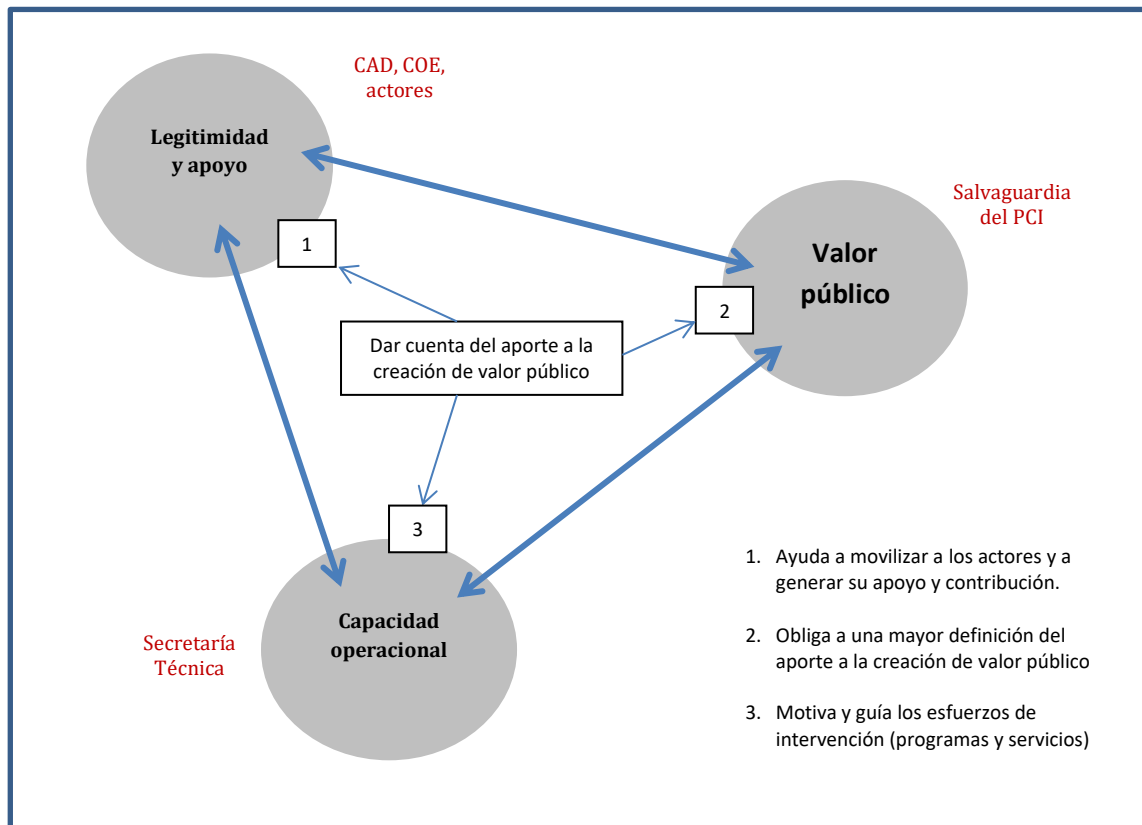 CAD, COE,
actores
Legitimidad
y apoyo
1
Salvaguardia
del PCI
Valor
público
2
Dar cuenta del aporte a la
creación de valor público
3
Capacidad
operacional
Secretaría
Técnica
1. Ayuda a movilizar a los actores y a
generar su apoyo y contribución.
2. Obliga a una mayor definición del
aporte a la creación de valor público
3. Motiva y guía los esfuerzos de
intervención (programas y servicios)